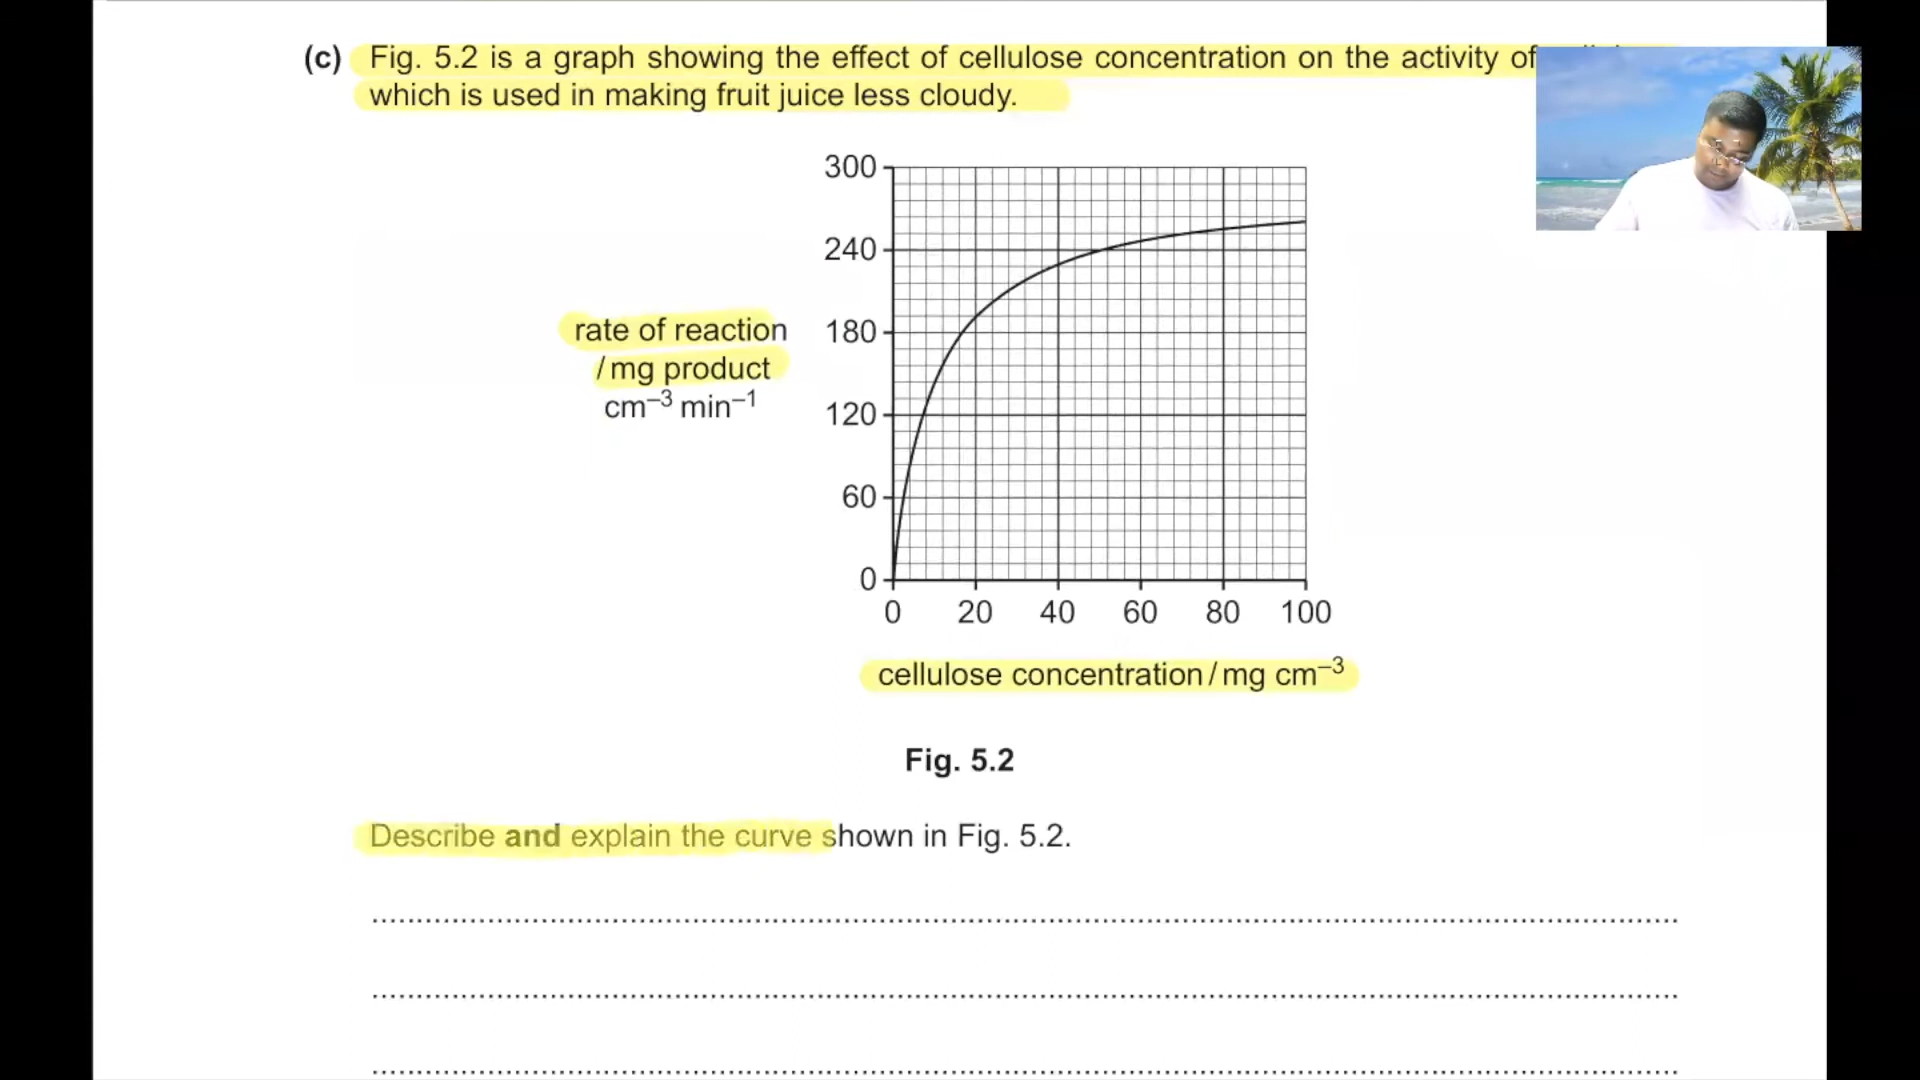 (c) Fig. 5.2 is a graph showing the effect of cellulose concentration on the activity of
which is used in making fruit juice less cloudy.
300
240
rate of reaction
/ mg product
cm⁻³ min⁻¹
180
120
60
0
0 20 40 60 80 100
cellulose concentration / mg cm⁻³
Fig. 5.2
Describe and explain the curve shown in Fig. 5.2.